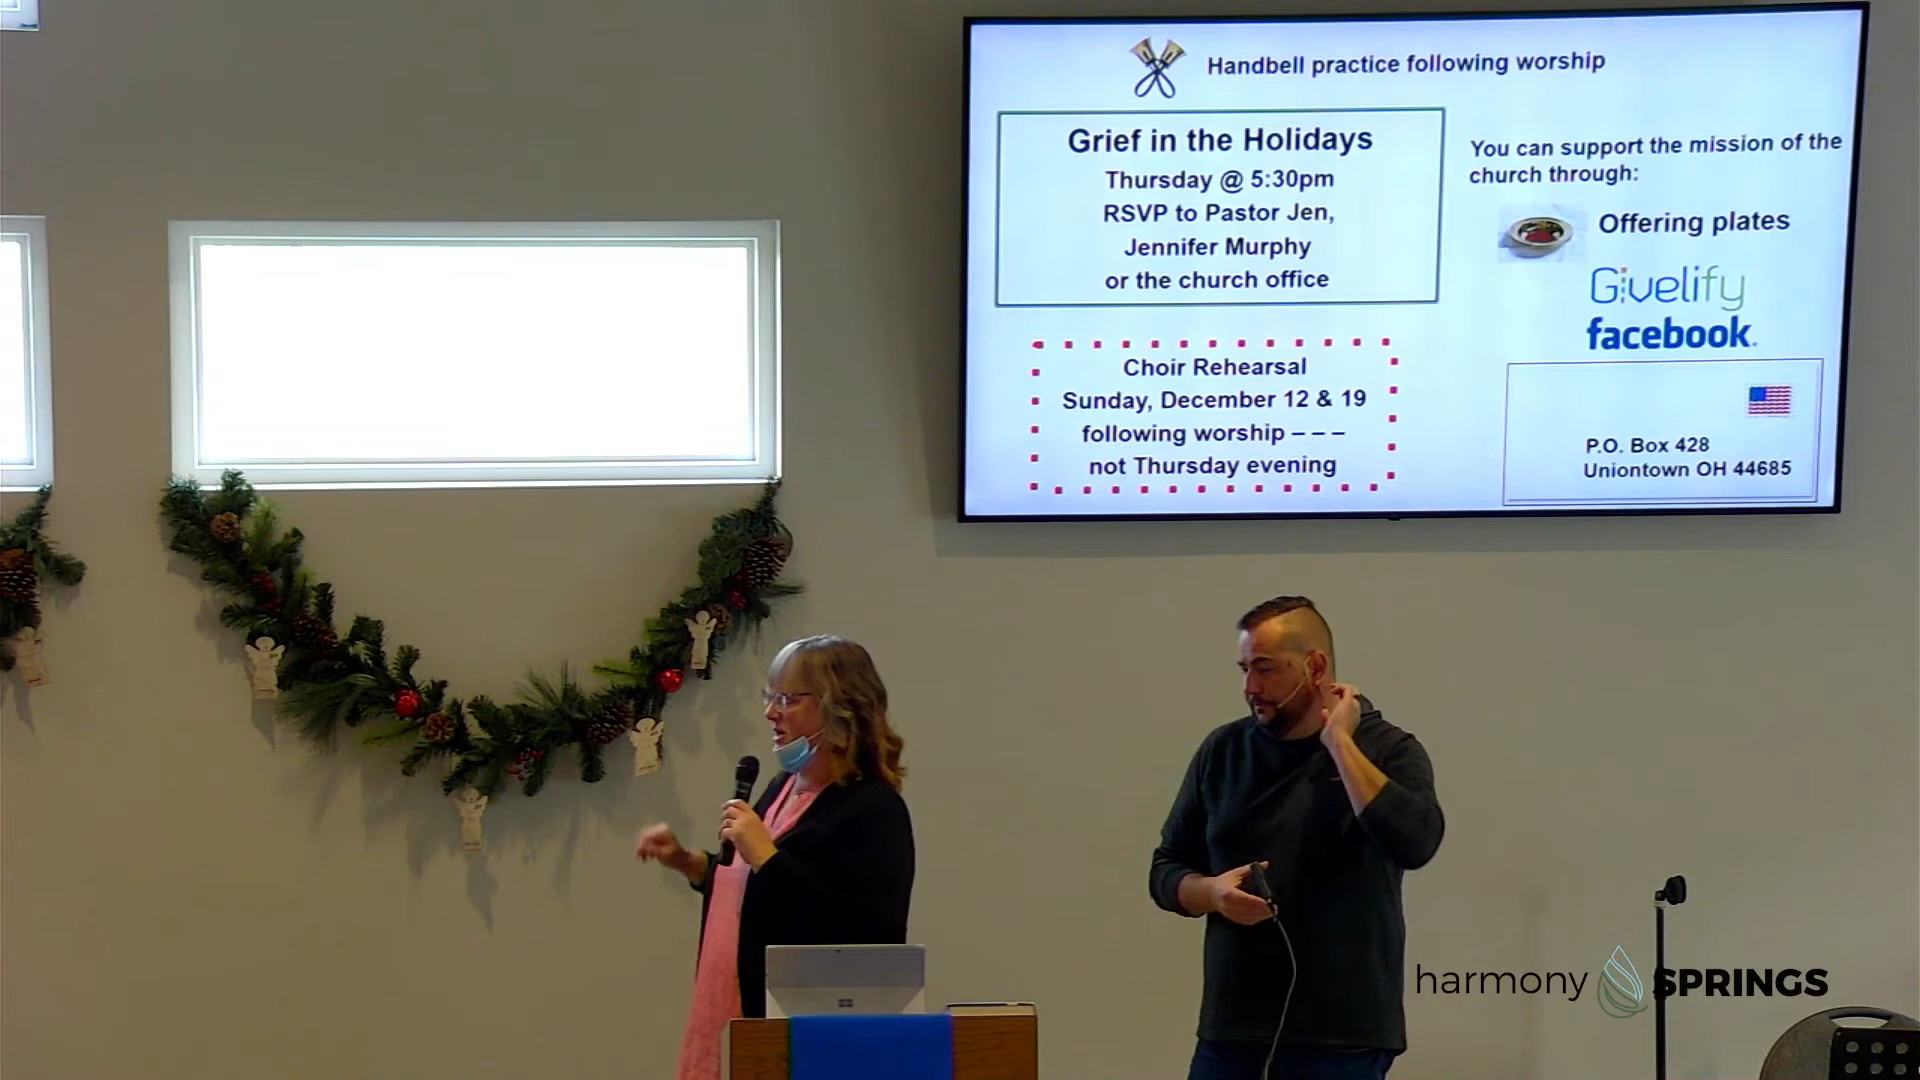 Handbell practice following worship
Grief in the Holidays
Thursday @ 5:30pm
RSVP to Pastor Jen,
Jennifer Murphy
or the church office
Choir Rehearsal
Sunday, December 12 & 19
following worship – – –
not Thursday evening
You can support the mission of the
church through:
Offering plates
Givelify
facebook.
P.O. Box 428
Uniontown OH 44685
harmony SPRINGS